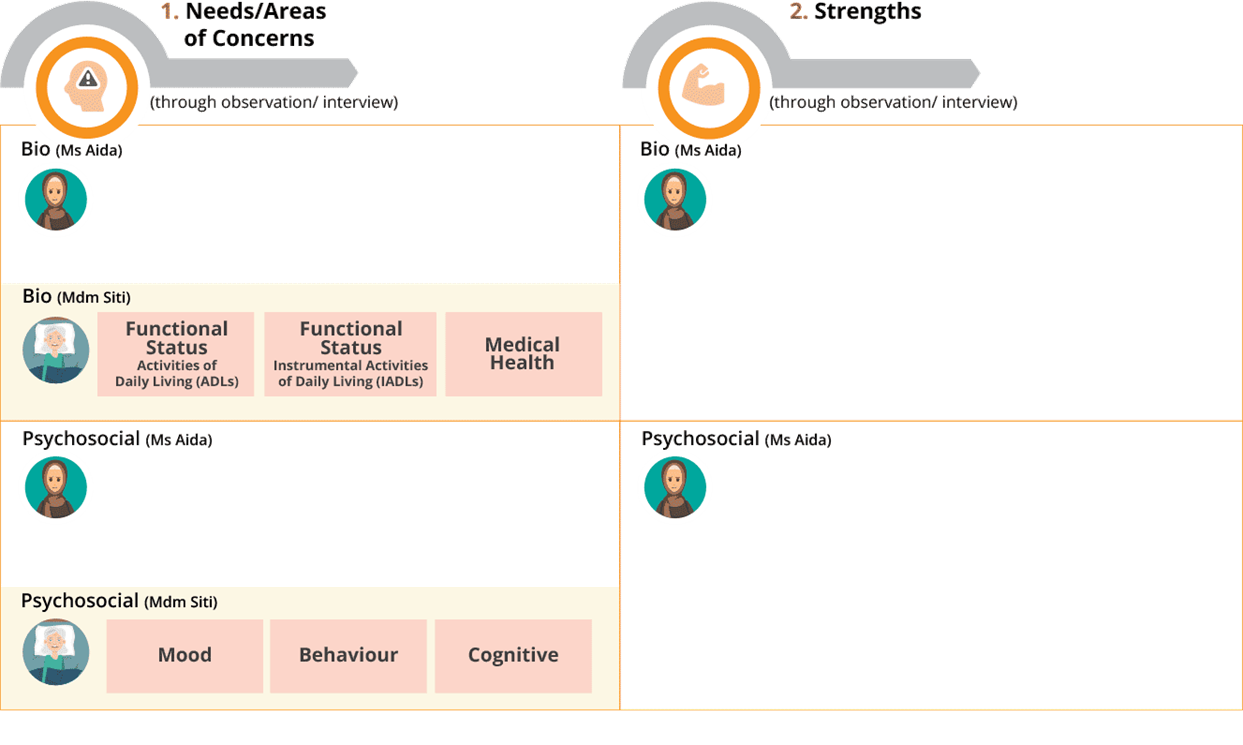 1. Needs/Areas
of Concerns
(through observation/ interview)
2. Strengths
(through observation/ interview)
Bio (Ms Aida)
Bio (Ms Aida)
Bio (Mdm Siti)
Functional
Status
Activities of
Daily Living (ADLs)
Functional
Status
Instrumental Activities
of Daily Living (IADLs)
Medical
Health
Psychosocial (Ms Aida)
Psychosocial (Ms Aida)
Psychosocial (Mdm Siti)
Mood
Behaviour
Cognitive